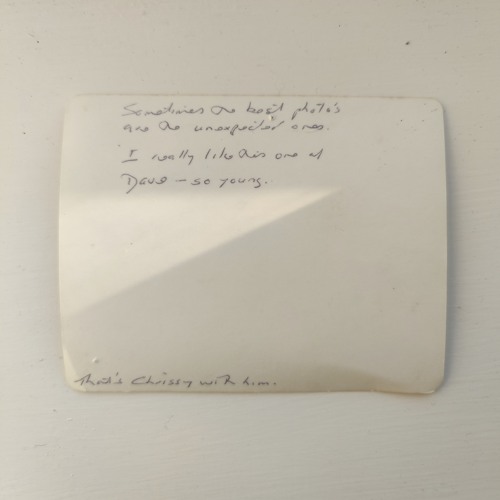 Sometimes the best photo's
are the unexpected ones.
I really like this one of
Dave - so young.
That's Chrissy with him.